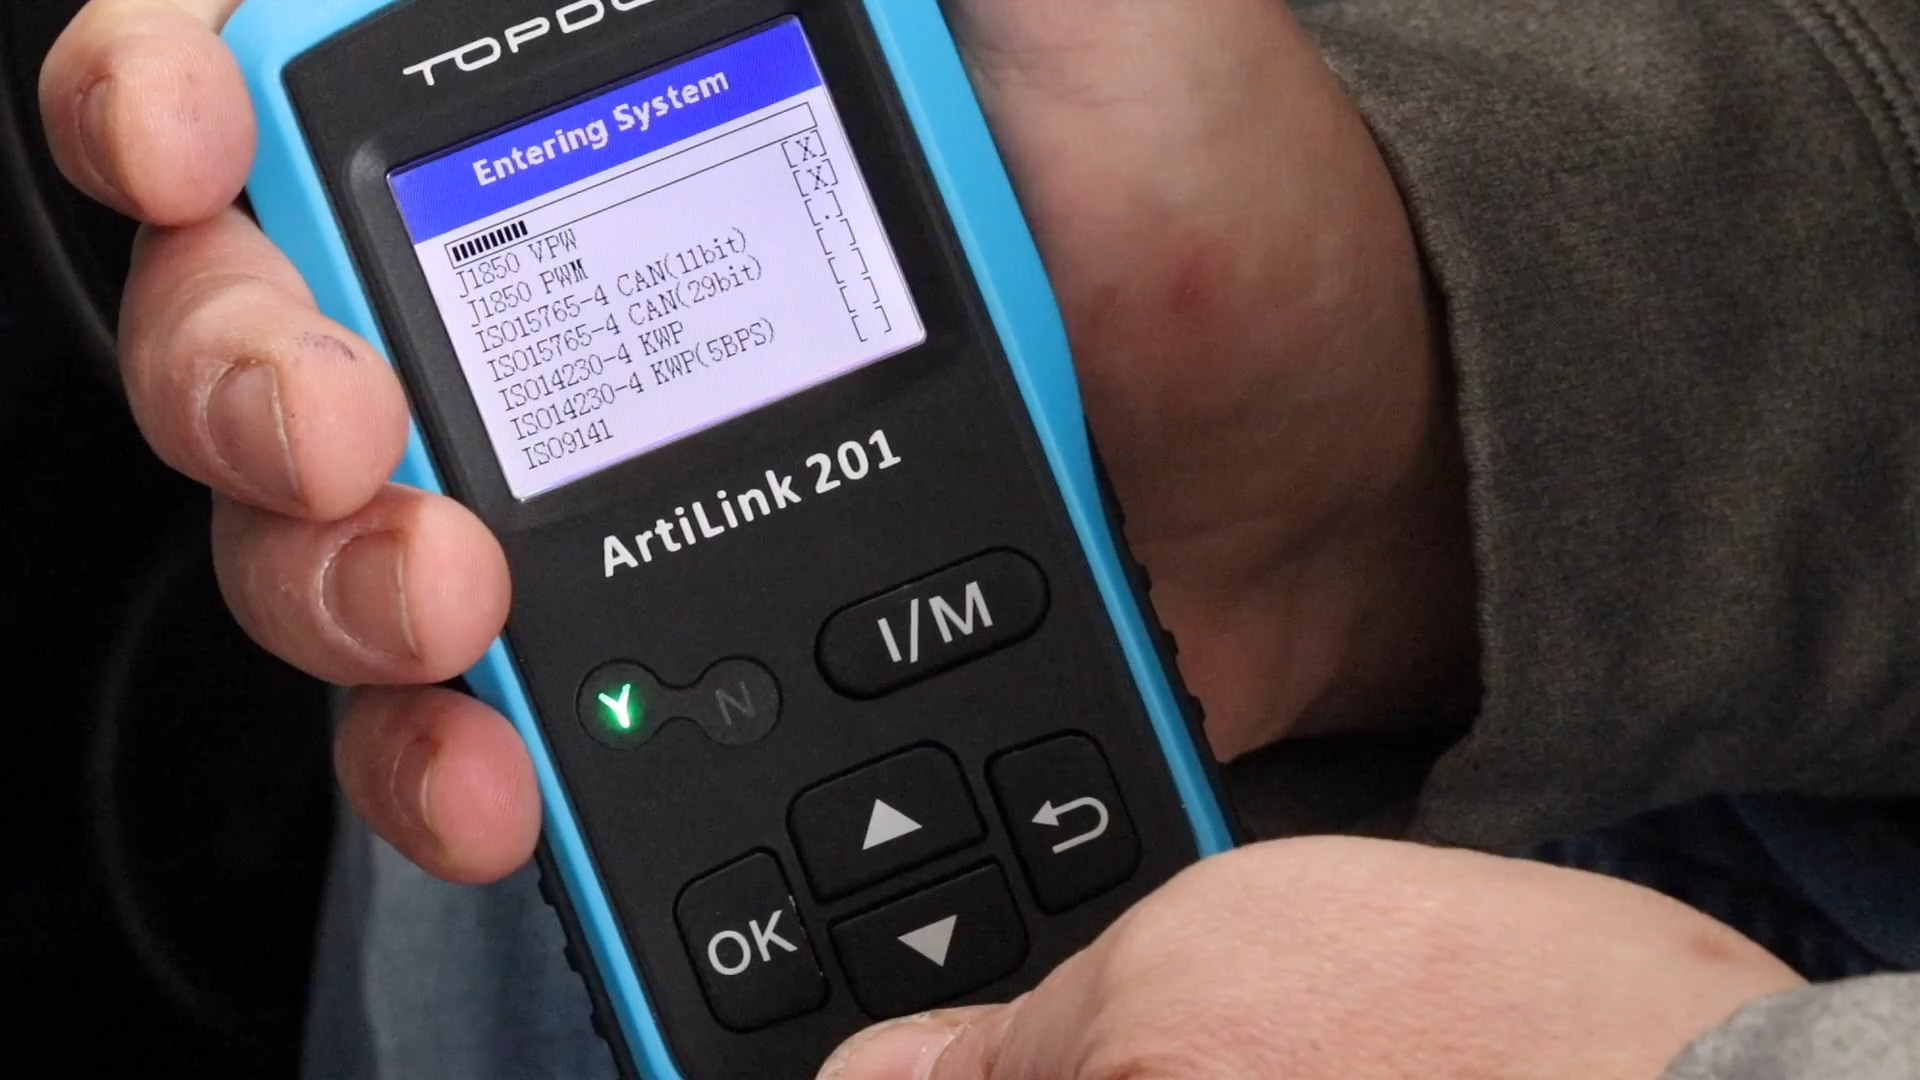 Entering System
J1850 VPW [X]
J1850 PWM [X]
ISO15765-4 CAN(11bit) [.]
ISO15765-4 CAN(29bit) [ ]
ISO14230-4 KWP [ ]
ISO14230-4 KWP(5BPS) [ ]
ISO9141 [ ]
ArtiLink 201
I/M
Y N
OK